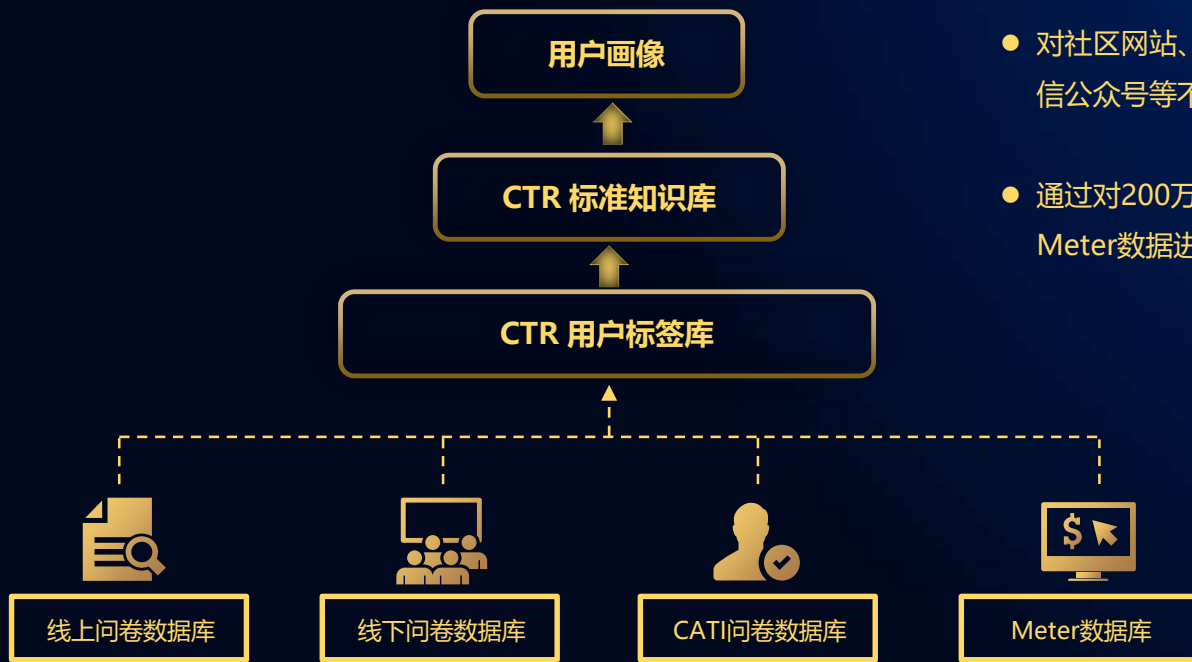 用户画像
CTR 标准知识库
CTR 用户标签库
线上问卷数据库
线下问卷数据库
CATI问卷数据库
Meter数据库
● 对社区网站、
信公众号等
● 通过对200万
Meter数据进